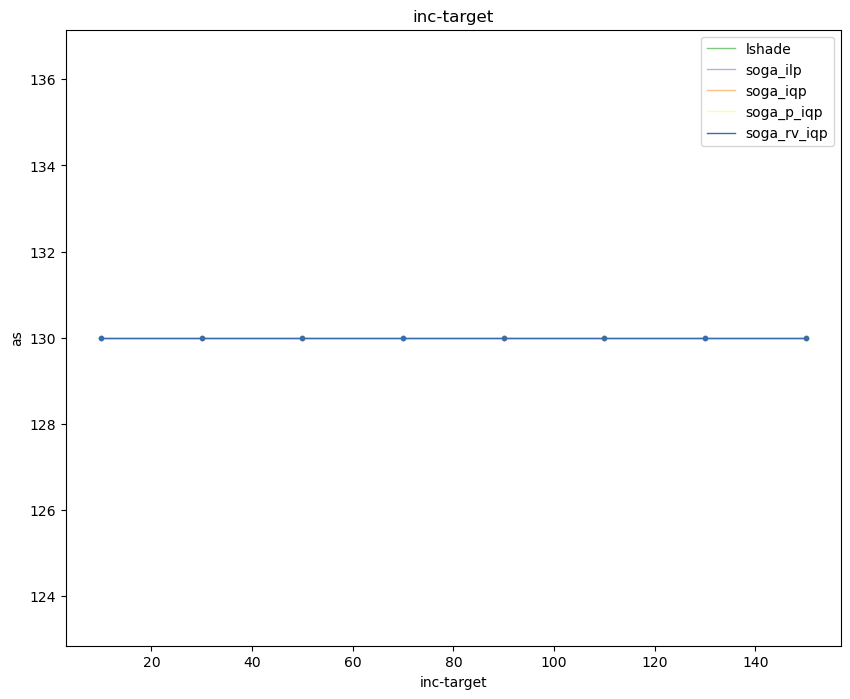 inc-target
lshade
soga_ilp
soga_iqp
soga_p_iqp
soga_rv_iqp
136
134
132
130
128
126
124
as
20 40 60 80 100 120 140
inc-target